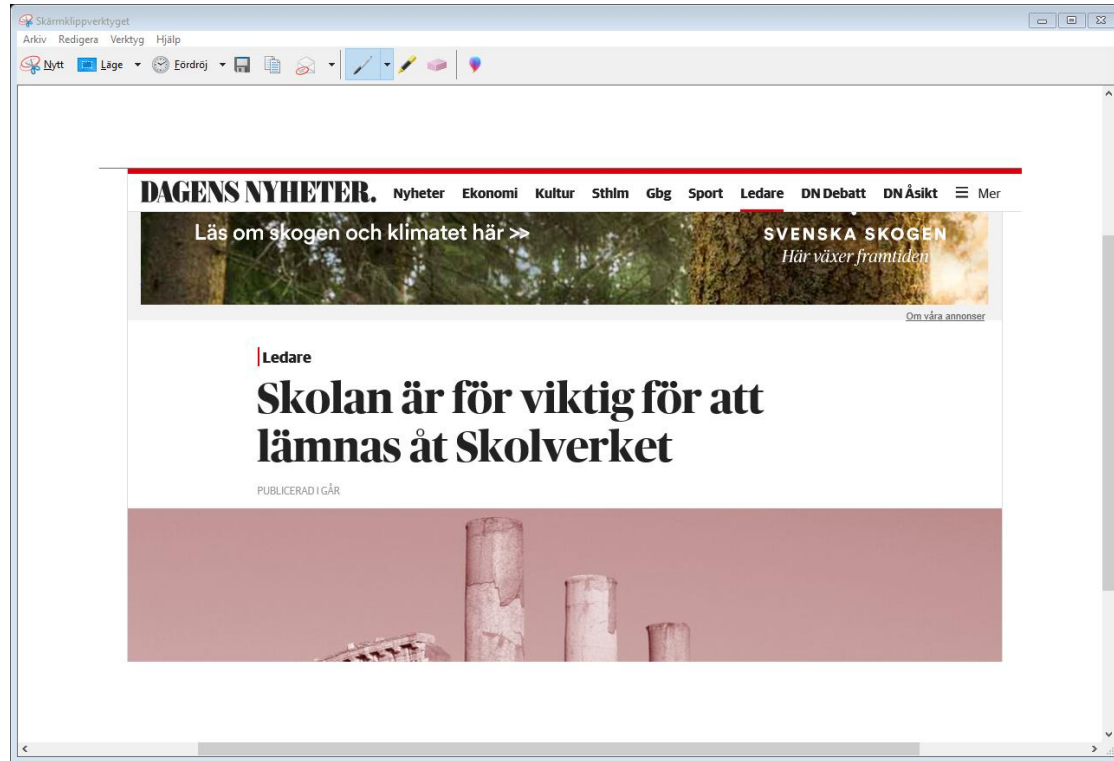 Skärmklippverktyget
Arkiv Redigera Verktyg Hjälp
Nytt Läge Fördröj
DAGENS NYHETER. Nyheter Ekonomi Kultur Sthlm Gbg Sport Ledare DN Debatt DN Åsikt Mer
Läs om skogen och klimatet här >>
SVENSKA SKOGEN
Här växer framtiden
Om våra annonser
Ledare
Skolan är för viktig för att
lämnas åt Skolverket
PUBLICERAD I GÅR